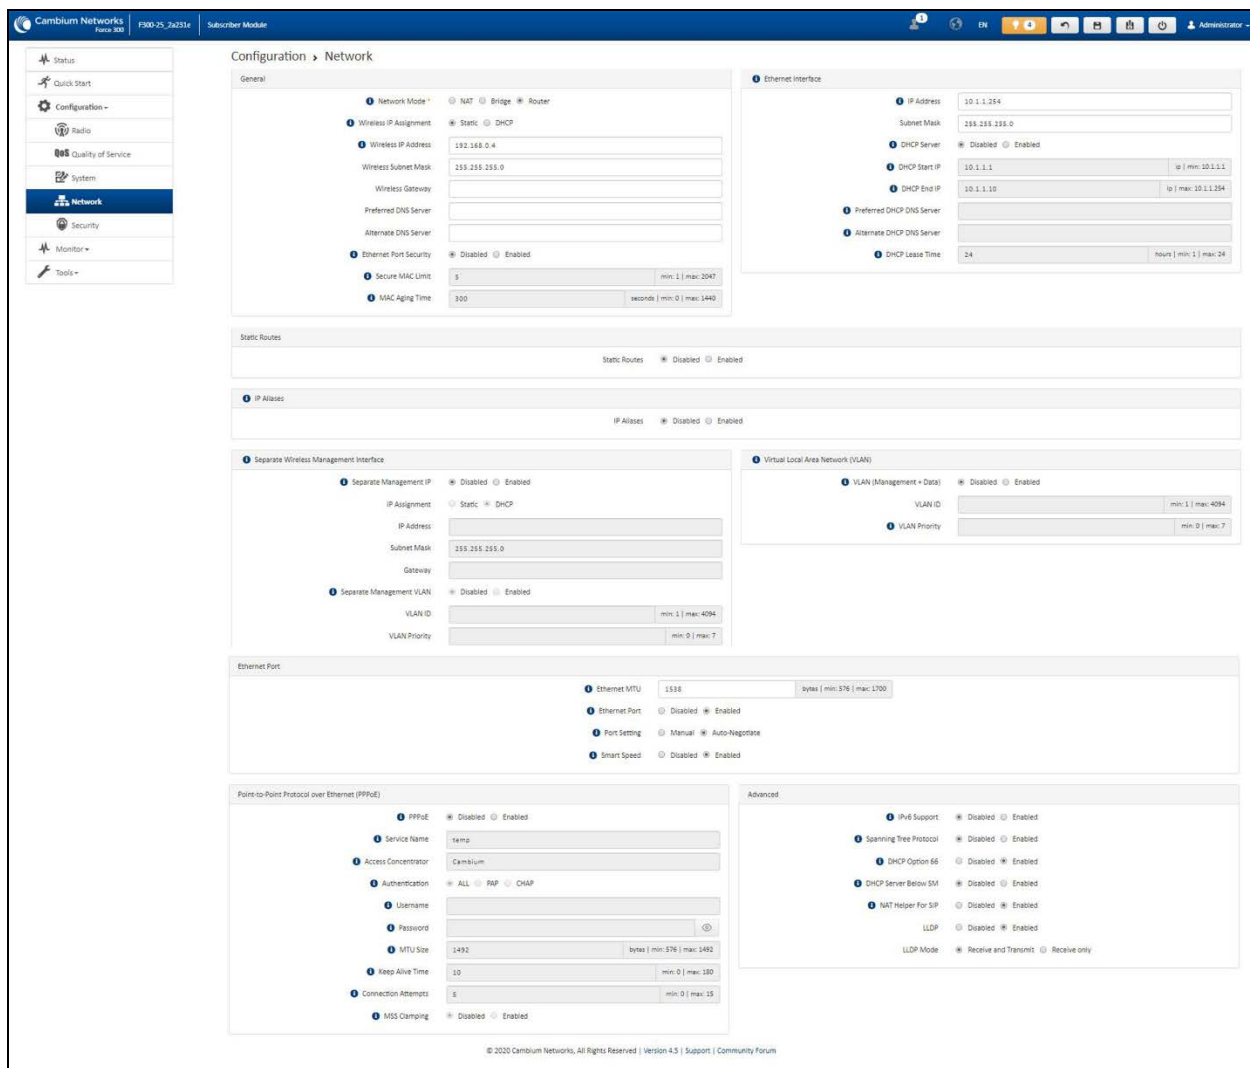 Cambium Networks
Force 300
F300-25_2a231e
Subscriber Module
1
EN
4
Administrator
Status
Quick Start
Configuration
Radio
QoS Quality of Service
System
Network
Security
Monitor
Tools
Configuration > Network
General
Network Mode * NAT Bridge Router
Wireless IP Assignment Static DHCP
Wireless IP Address 192.168.0.4
Wireless Subnet Mask 255.255.255.0
Wireless Gateway
Preferred DNS Server
Alternate DNS Server
Ethernet Port Security Disabled Enabled
Secure MAC Limit 5 min: 1 | max: 2047
MAC Aging Time 300 seconds | min: 0 | max: 1440
Ethernet Interface
IP Address 10.1.1.254
Subnet Mask 255.255.255.0
DHCP Server Disabled Enabled
DHCP Start IP 10.1.1.1 ip | min: 10.1.1.1
DHCP End IP 10.1.1.10 ip | max: 10.1.1.254
Preferred DHCP DNS Server
Alternate DHCP DNS Server
DHCP Lease Time 24 hours | min: 1 | max: 24
Static Routes
Static Routes Disabled Enabled
IP Aliases
IP Aliases Disabled Enabled
Separate Wireless Management Interface
Separate Management IP Disabled Enabled
IP Assignment Static DHCP
IP Address
Subnet Mask 255.255.255.0
Gateway
Separate Management VLAN Disabled Enabled
VLAN ID min: 1 | max: 4094
VLAN Priority min: 0 | max: 7
Virtual Local Area Network (VLAN)
VLAN (Management + Data) Disabled Enabled
VLAN ID min: 1 | max: 4094
VLAN Priority min: 0 | max: 7
Ethernet Port
Ethernet MTU 1538 bytes | min: 576 | max: 1700
Ethernet Port Disabled Enabled
Port Setting Manual Auto-Negotiate
Smart Speed Disabled Enabled
Point-to-Point Protocol over Ethernet (PPPoE)
PPPoE Disabled Enabled
Service Name temp
Access Concentrator Cambium
Authentication ALL PAP CHAP
Username
Password
MTU Size 1492 bytes | min: 576 | max: 1492
Keep Alive Time 10 min: 0 | max: 180
Connection Attempts 5 min: 0 | max: 15
MSS Clamping Disabled Enabled
Advanced
IPv6 Support Disabled Enabled
Spanning Tree Protocol Disabled Enabled
DHCP Option 66 Disabled Enabled
DHCP Server Below SM Disabled Enabled
NAT Helper For SIP Disabled Enabled
LLDP Disabled Enabled
LLDP Mode Receive and Transmit Receive only
© 2020 Cambium Networks, All Rights Reserved | Version 4.5 | Support | Community Forum